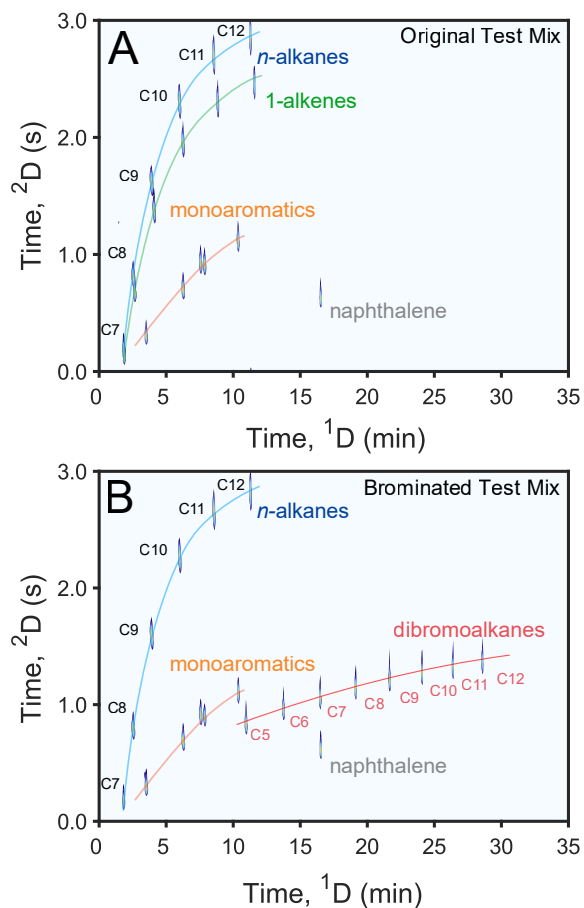 A
Original Test Mix
3.0
C12
C11
n-alkanes
C10
1-alkenes
2.0
C9
monoaromatics
C8
1.0
naphthalene
C7
0.0
Time, ²D (s)
0 5 10 15 20 25 30 35
Time, ¹D (min)
B
Brominated Test Mix
3.0
C12
C11
n-alkanes
C10
2.0
C9
dibromoalkanes
monoaromatics
C8
1.0
C5 C6 C7 C8 C9 C10 C11 C12
naphthalene
C7
0.0
Time, ²D (s)
0 5 10 15 20 25 30 35
Time, ¹D (min)